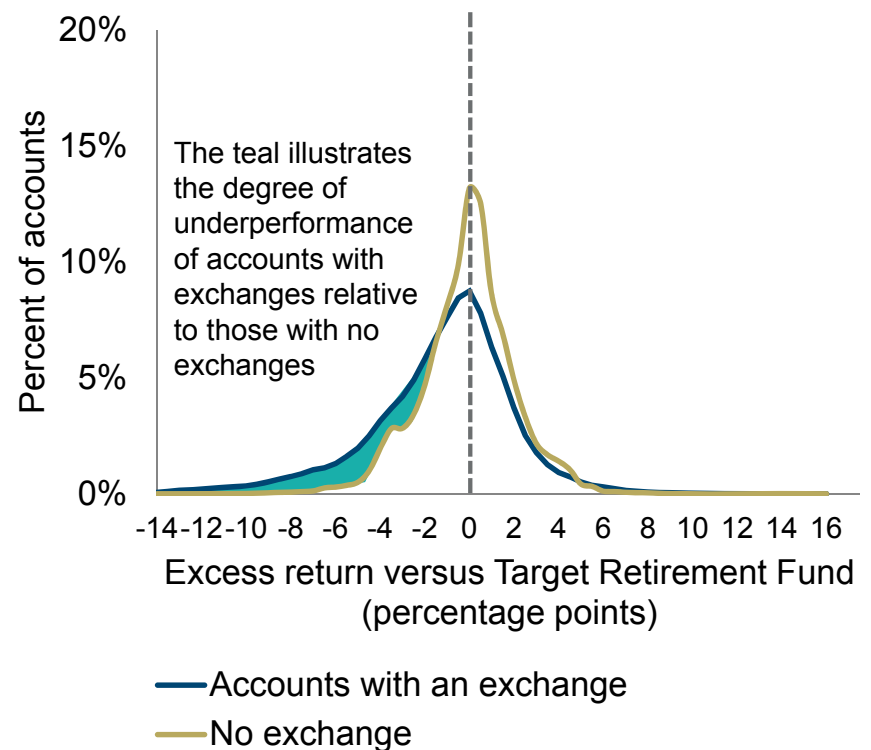 20%
15%
10%
5%
0%
Percent of accounts
The teal illustrates
the degree of
underperformance
of accounts with
exchanges relative
to those with no
exchanges
-14 -12 -10 -8 -6 -4 -2 0 2 4 6 8 10 12 14 16
Excess return versus Target Retirement Fund
(percentage points)
Accounts with an exchange
No exchange